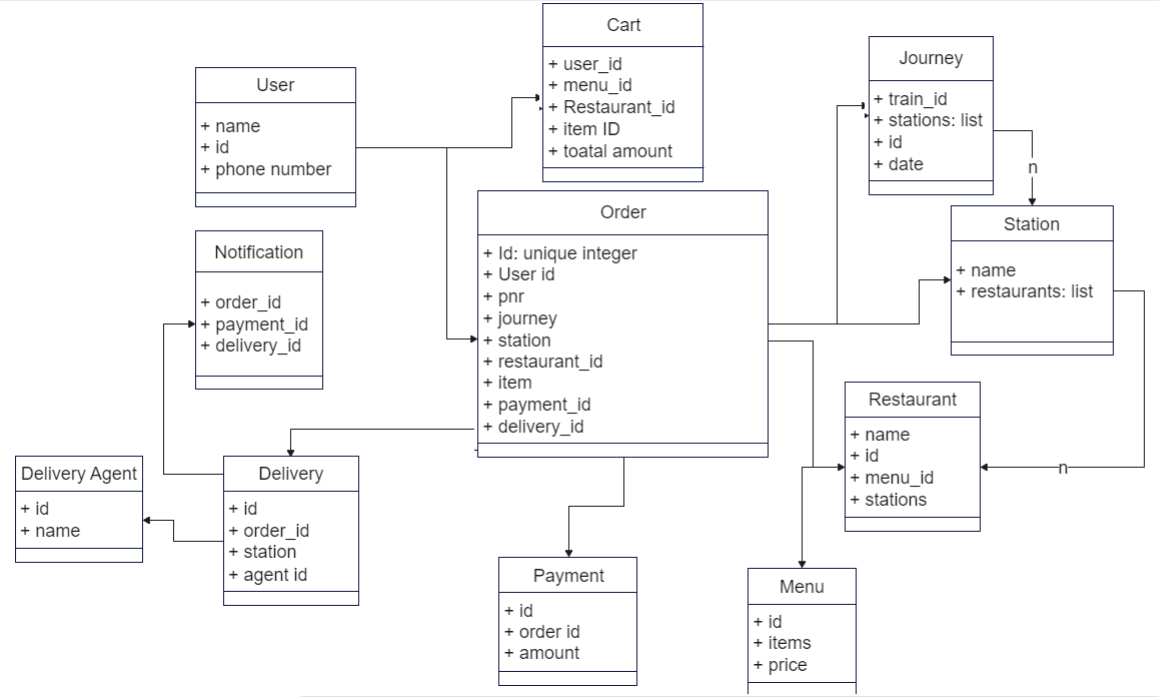 Cart
+ user_id
+ menu_id
+ Restaurant_id
+ item ID
+ toatal amount
User
+ name
+ id
+ phone number
Journey
+ train_id
+ stations: list
+ id
+ date
n
Order
+ Id: unique integer
+ User id
+ pnr
+ journey
+ station
+ restaurant_id
+ item
+ payment_id
+ delivery_id
Station
+ name
+ restaurants: list
n
Notification
+ order_id
+ payment_id
+ delivery_id
Restaurant
+ name
+ id
+ menu_id
+ stations
Delivery Agent
+ id
+ name
Delivery
+ id
+ order_id
+ station
+ agent id
Payment
+ id
+ order id
+ amount
Menu
+ id
+ items
+ price